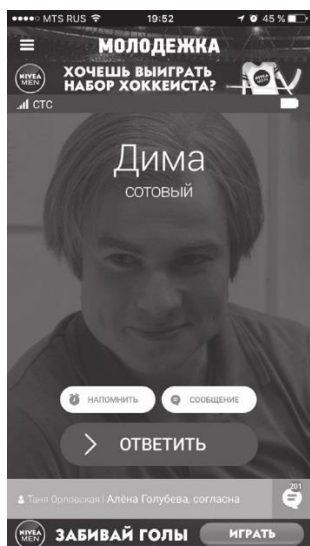 MTS RUS 19:52 45 %
МОЛОДЕЖКА
NIVEA MEN
ХОЧЕШЬ ВЫИГРАТЬ
НАБОР ХОККЕИСТА?
СТС
Дима
сотовый
НАПОМНИТЬ СООБЩЕНИЕ
ОТВЕТИТЬ
201
Таня Орловская | Алёна Голубева, согласна
NIVEA MEN ЗАБИВАЙ ГОЛЫ ИГРАТЬ